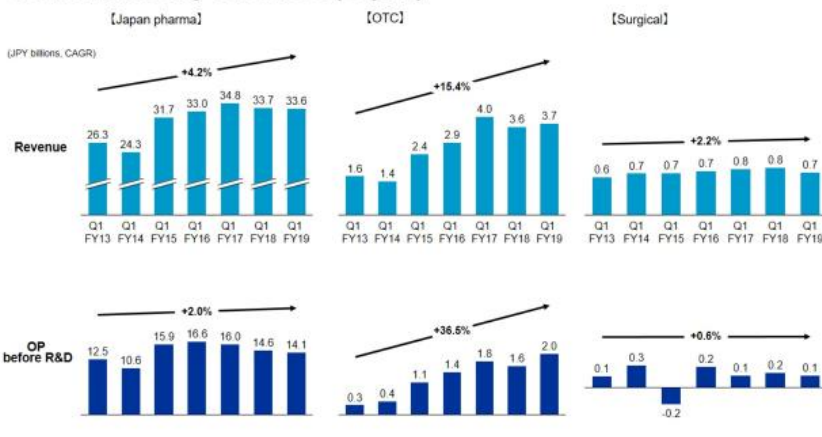 【Japan pharma】
【OTC】
【Surgical】
(JPY billions, CAGR)
+4.2%
+15.4%
+2.2%
Revenue
26.3 24.3 31.7 33.0 34.8 33.7 33.6
1.6 1.4 2.4 2.9 4.0 3.6 3.7
0.6 0.7 0.7 0.7 0.8 0.8 0.7
Q1 Q1 Q1 Q1 Q1 Q1 Q1
FY13 FY14 FY15 FY16 FY17 FY18 FY19
Q1 Q1 Q1 Q1 Q1 Q1 Q1
FY13 FY14 FY15 FY16 FY17 FY18 FY19
Q1 Q1 Q1 Q1 Q1 Q1 Q1
FY13 FY14 FY15 FY16 FY17 FY18 FY19
+2.0%
+36.5%
+0.6%
OP
before R&D
12.5 10.6 15.9 16.6 16.0 14.6 14.1
0.3 0.4 1.1 1.4 1.8 1.6 2.0
0.1 0.3 -0.2 0.2 0.1 0.2 0.1